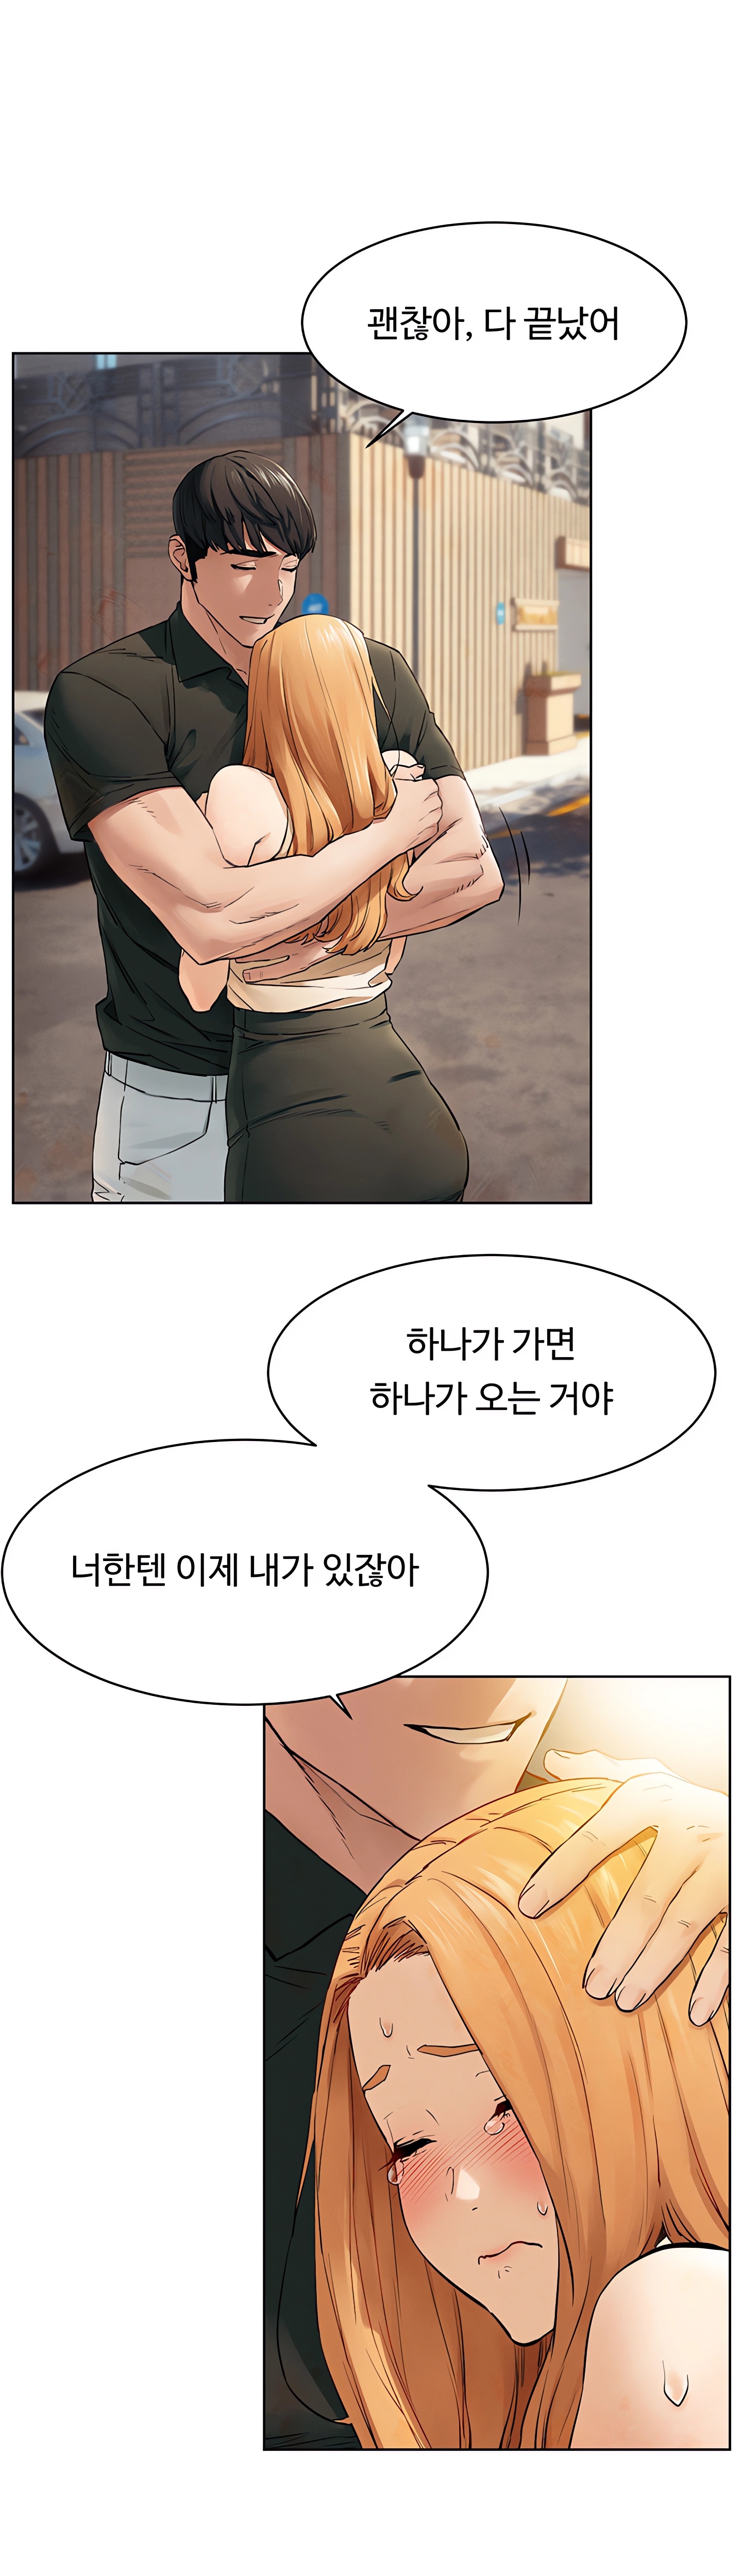 괜찮아, 다 끝났어
하나가 가면
하나가 오는 거야
너한텐 이제 내가 있잖아